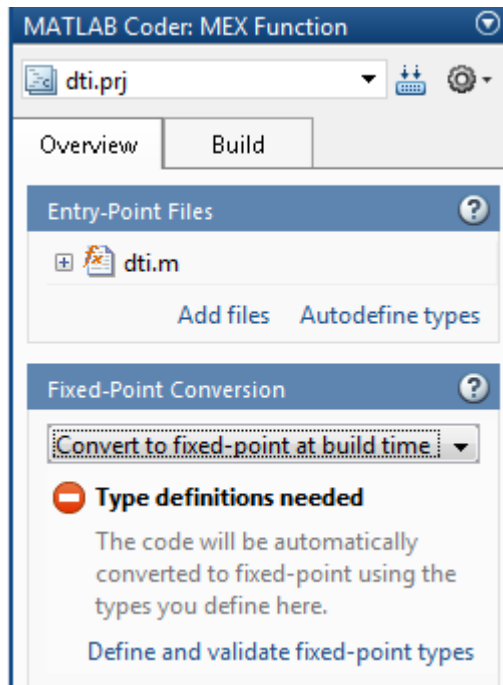 MATLAB Coder: MEX Function
dti.prj
Overview Build
Entry-Point Files ?
dti.m
Add files Autodefine types
Fixed-Point Conversion ?
Convert to fixed-point at build time
Type definitions needed
The code will be automatically
converted to fixed-point using the
types you define here.
Define and validate fixed-point types